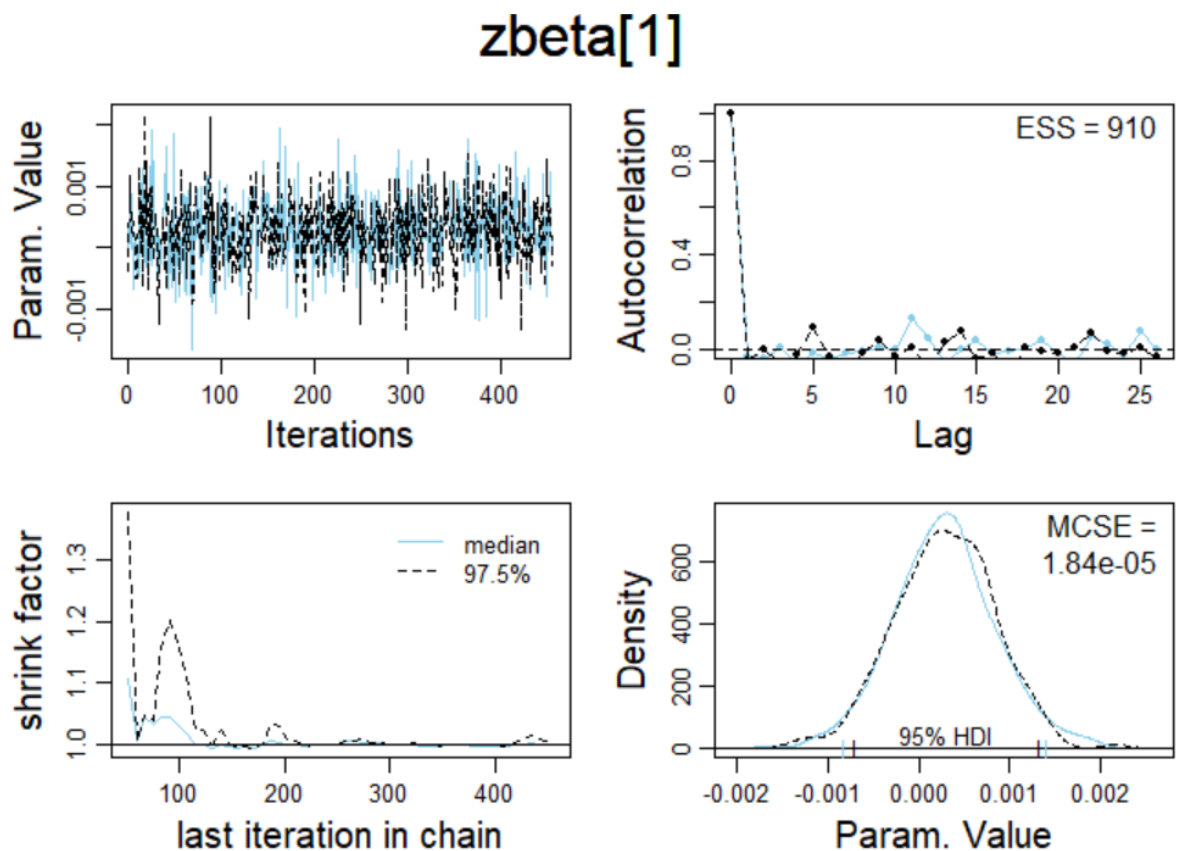 zbeta[1]
Param. Value
0.001
-0.001
0
100
200
300
400
Iterations
Autocorrelation
0.8
0.4
0.0
ESS = 910
0
5
10
15
20
25
Lag
shrink factor
1.3
1.2
1.1
1.0
median
97.5%
100
200
300
400
last iteration in chain
Density
600
400
200
0
MCSE =
1.84e-05
95% HDI
-0.002
-0.001
0.000
0.001
0.002
Param. Value